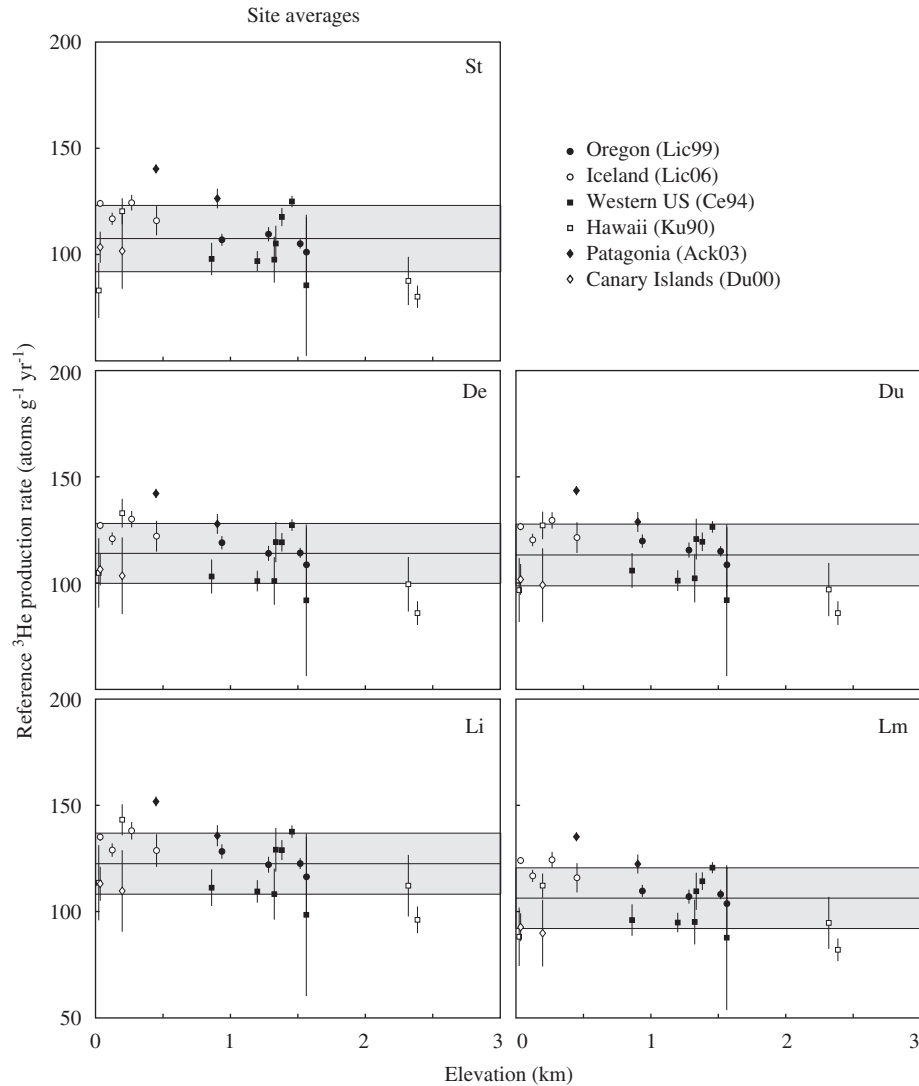 Site averages
200
St
150
100
Oregon (Lic99)
Iceland (Lic06)
Western US (Ce94)
Hawaii (Ku90)
Patagonia (Ack03)
Canary Islands (Du00)
Reference ³He production rate (atoms g⁻¹ yr⁻¹)
200
De
Du
150
100
200
Li
Lm
150
100
50
0 1 2 3 0 1 2 3
Elevation (km)